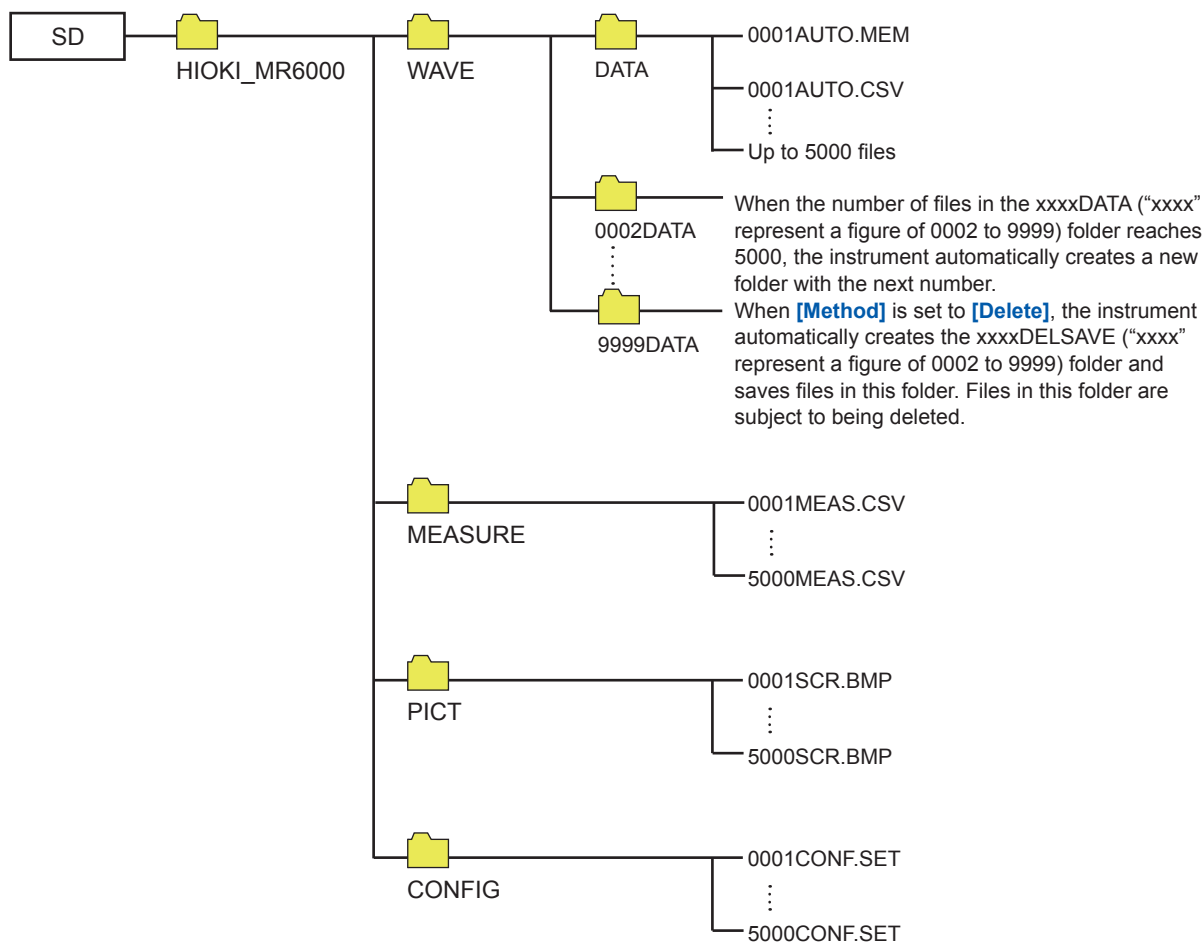 SD
HIOKI_MR6000
WAVE
DATA
0001AUTO.MEM
0001AUTO.CSV
Up to 5000 files
0002DATA
When the number of files in the xxxxDATA (“xxxx”
represent a figure of 0002 to 9999) folder reaches
5000, the instrument automatically creates a new
folder with the next number.
9999DATA
When [Method] is set to [Delete], the instrument
automatically creates the xxxxDELSAVE (“xxxx”
represent a figure of 0002 to 9999) folder and
saves files in this folder. Files in this folder are
subject to being deleted.
MEASURE
0001MEAS.CSV
5000MEAS.CSV
PICT
0001SCR.BMP
5000SCR.BMP
CONFIG
0001CONF.SET
5000CONF.SET